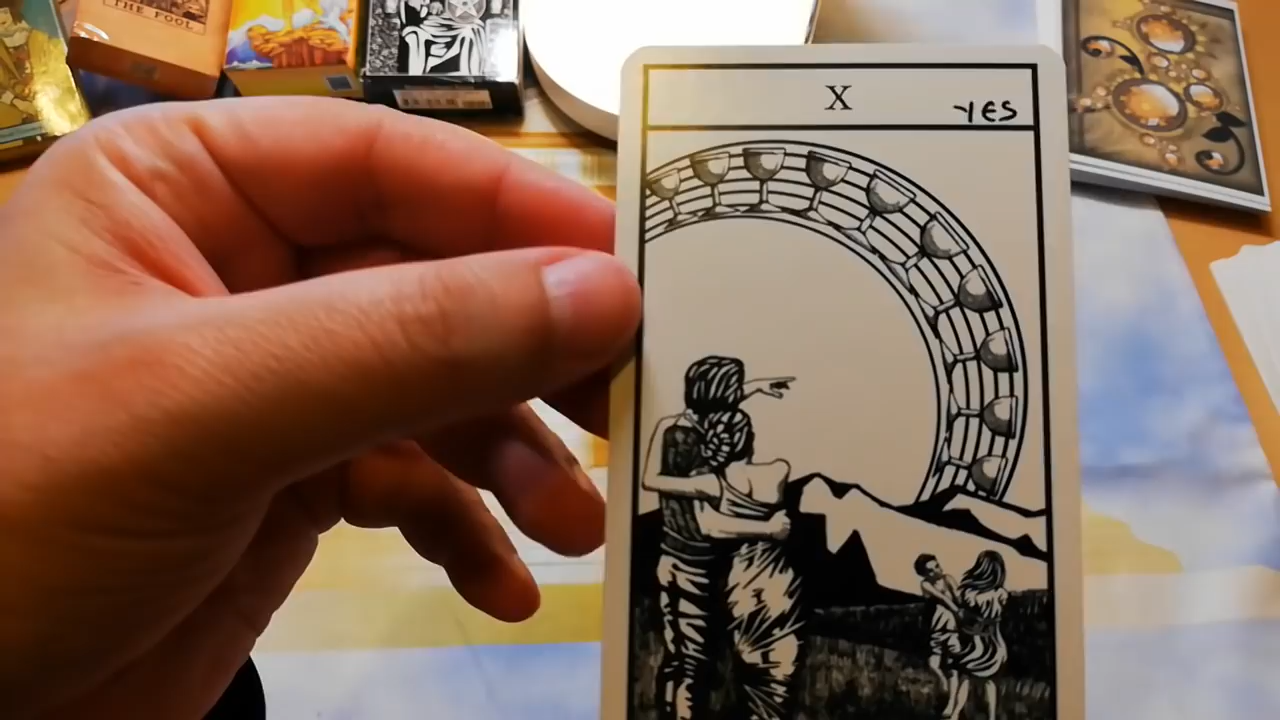 THE FOOL
X
YES